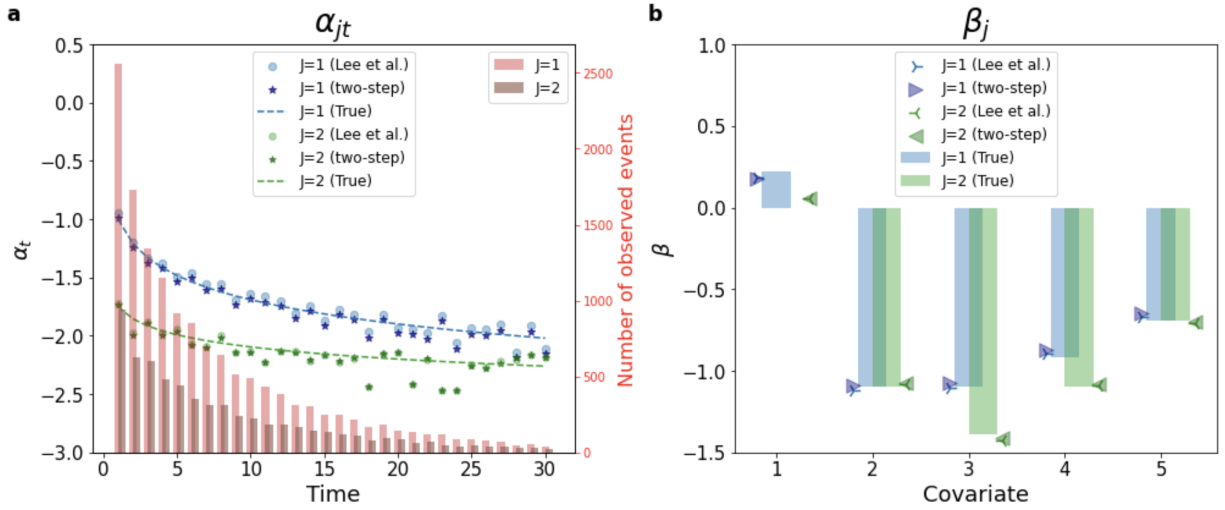 a
α_jt
0.5
0.0
−0.5
−1.0
−1.5
−2.0
−2.5
−3.0
α_t
J=1 (Lee et al.)
J=1 (two-step)
J=1 (True)
J=2 (Lee et al.)
J=2 (two-step)
J=2 (True)
J=1
J=2
2500
2000
1500
1000
500
0
Number of observed events
0 5 10 15 20 25 30
Time
b
β_j
1.0
0.5
0.0
−0.5
−1.0
−1.5
β
J=1 (Lee et al.)
J=1 (two-step)
J=2 (Lee et al.)
J=2 (two-step)
J=1 (True)
J=2 (True)
1 2 3 4 5
Covariate